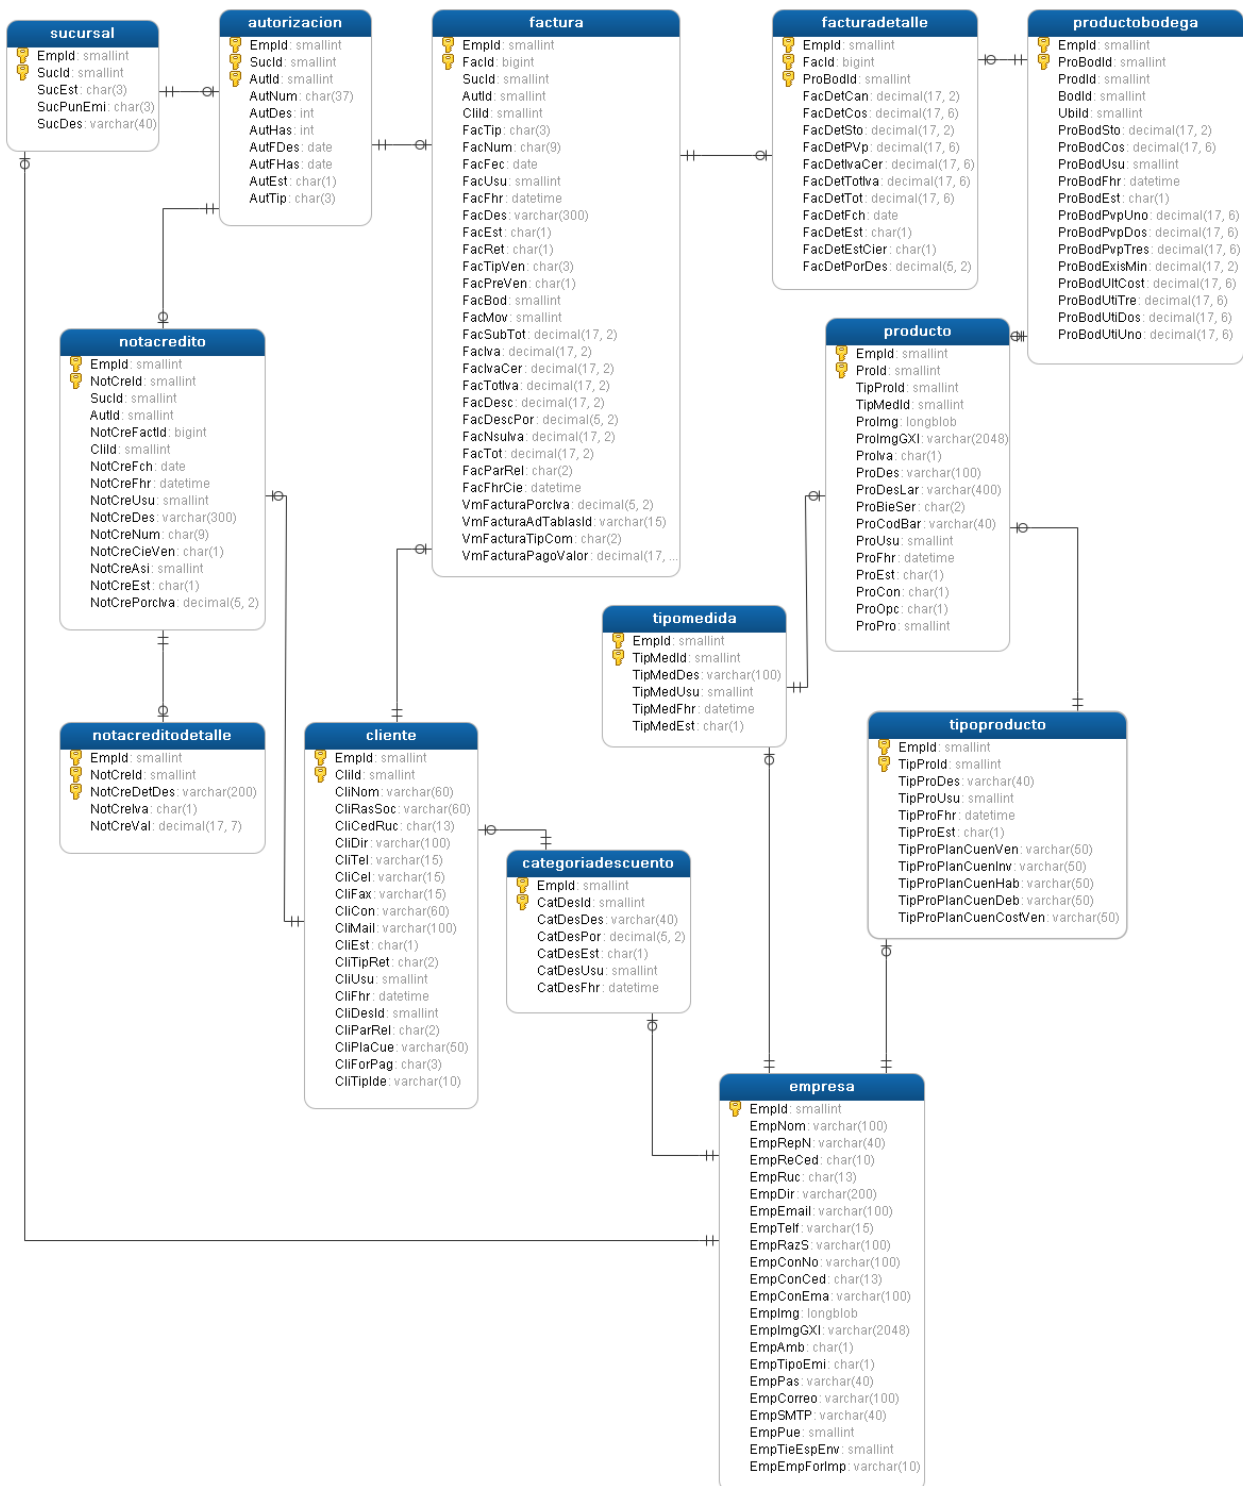 sucursal
EmpId: smallint
SucId: smallint
SucEst: char(3)
SucPunEmi: char(3)
SucDes: varchar(40)
autorizacion
EmpId: smallint
SucId: smallint
AutId: smallint
AutNum: char(37)
AutDes: int
AutHas: int
AutFDes: date
AutFHas: date
AutEst: char(1)
AutTip: char(3)
factura
EmpId: smallint
FacId: bigint
SucId: smallint
AutId: smallint
CliId: smallint
FacTip: char(3)
FacNum: char(9)
FacFec: date
FacUsu: smallint
FacFhr: datetime
FacDes: varchar(300)
FacEst: char(1)
FacRet: char(1)
FacTipVen: char(3)
FacPreVen: char(1)
FacBod: smallint
FacMov: smallint
FacSubTot: decimal(17, 2)
FacIva: decimal(17, 2)
FacIvaCer: decimal(17, 2)
FacTotIva: decimal(17, 2)
FacDesc: decimal(17, 2)
FacDescPor: decimal(5, 2)
FacNsuIva: decimal(17, 2)
FacTot: decimal(17, 2)
FacParRel: char(2)
FacFhrCie: datetime
VmFacturaPorcIva: decimal(5, 2)
VmFacturaAdTablasId: varchar(15)
VmFacturaTipCom: char(2)
VmFacturaPagoValor: decimal(17, ...
facturadetalle
EmpId: smallint
FacId: bigint
ProBodId: smallint
FacDetCan: decimal(17, 2)
FacDetCos: decimal(17, 6)
FacDetSto: decimal(17, 2)
FacDetPVp: decimal(17, 6)
FacDetIvaCer: decimal(17, 6)
FacDetTotIva: decimal(17, 6)
FacDetTot: decimal(17, 6)
FacDetFch: date
FacDetEst: char(1)
FacDetEstCier: char(1)
FacDetPorDes: decimal(5, 2)
productobodega
EmpId: smallint
ProBodId: smallint
ProdId: smallint
BodId: smallint
UbiId: smallint
ProBodSto: decimal(17, 2)
ProBodCos: decimal(17, 6)
ProBodUsu: smallint
ProBodFhr: datetime
ProBodEst: char(1)
ProBodPvpUno: decimal(17, 6)
ProBodPvpDos: decimal(17, 6)
ProBodPvpTres: decimal(17, 6)
ProBodExisMin: decimal(17, 2)
ProBodUltCost: decimal(17, 6)
ProBodUtiTre: decimal(17, 6)
ProBodUtiDos: decimal(17, 6)
ProBodUtiUno: decimal(17, 6)
notacredito
EmpId: smallint
NotCreId: smallint
SucId: smallint
AutId: smallint
NotCreFactId: bigint
CliId: smallint
NotCreFch: date
NotCreFhr: datetime
NotCreUsu: smallint
NotCreDes: varchar(300)
NotCreNum: char(9)
NotCreCieVen: char(1)
NotCreAsi: smallint
NotCreEst: char(1)
NotCrePorcIva: decimal(5, 2)
producto
EmpId: smallint
ProId: smallint
TipProId: smallint
TipMedId: smallint
ProImg: longblob
ProImgGXI: varchar(2048)
ProIva: char(1)
ProDes: varchar(100)
ProDesLar: varchar(400)
ProBieSer: char(2)
ProCodBar: varchar(40)
ProUsu: smallint
ProFhr: datetime
ProEst: char(1)
ProCon: char(1)
ProOpc: char(1)
ProPro: smallint
tipomedida
EmpId: smallint
TipMedId: smallint
TipMedDes: varchar(100)
TipMedUsu: smallint
TipMedFhr: datetime
TipMedEst: char(1)
notacreditodetalle
EmpId: smallint
NotCreId: smallint
NotCreDetDes: varchar(200)
NotCreIva: char(1)
NotCreVal: decimal(17, 7)
cliente
EmpId: smallint
CliId: smallint
CliNom: varchar(60)
CliRasSoc: varchar(60)
CliCedRuc: char(13)
CliDir: varchar(100)
CliTel: varchar(15)
CliCel: varchar(15)
CliFax: varchar(15)
CliCon: varchar(60)
CliMail: varchar(100)
CliEst: char(1)
CliTipRet: char(2)
CliUsu: smallint
CliFhr: datetime
CliDesId: smallint
CliParRel: char(2)
CliPlaCue: varchar(50)
CliForPag: char(3)
CliTipIde: varchar(10)
tipoproducto
EmpId: smallint
TipProId: smallint
TipProDes: varchar(40)
TipProUsu: smallint
TipProFhr: datetime
TipProEst: char(1)
TipProPlanCuenVen: varchar(50)
TipProPlanCuenInv: varchar(50)
TipProPlanCuenHab: varchar(50)
TipProPlanCuenDeb: varchar(50)
TipProPlanCuenCostVen: varchar(50)
categoriadescuento
EmpId: smallint
CatDesId: smallint
CatDesDes: varchar(40)
CatDesPor: decimal(5, 2)
CatDesEst: char(1)
CatDesUsu: smallint
CatDesFhr: datetime
empresa
EmpId: smallint
EmpNom: varchar(100)
EmpRepN: varchar(40)
EmpReCed: char(10)
EmpRuc: char(13)
EmpDir: varchar(200)
EmpEmail: varchar(100)
EmpTelf: varchar(15)
EmpRazS: varchar(100)
EmpConNo: varchar(100)
EmpConCed: char(13)
EmpConEma: varchar(100)
EmpImg: longblob
EmpImgGXI: varchar(2048)
EmpAmb: char(1)
EmpTipoEmi: char(1)
EmpPas: varchar(40)
EmpCorreo: varchar(100)
EmpSMTP: varchar(40)
EmpPue: smallint
EmpTieEspEnv: smallint
EmpEmpForImp: varchar(10)